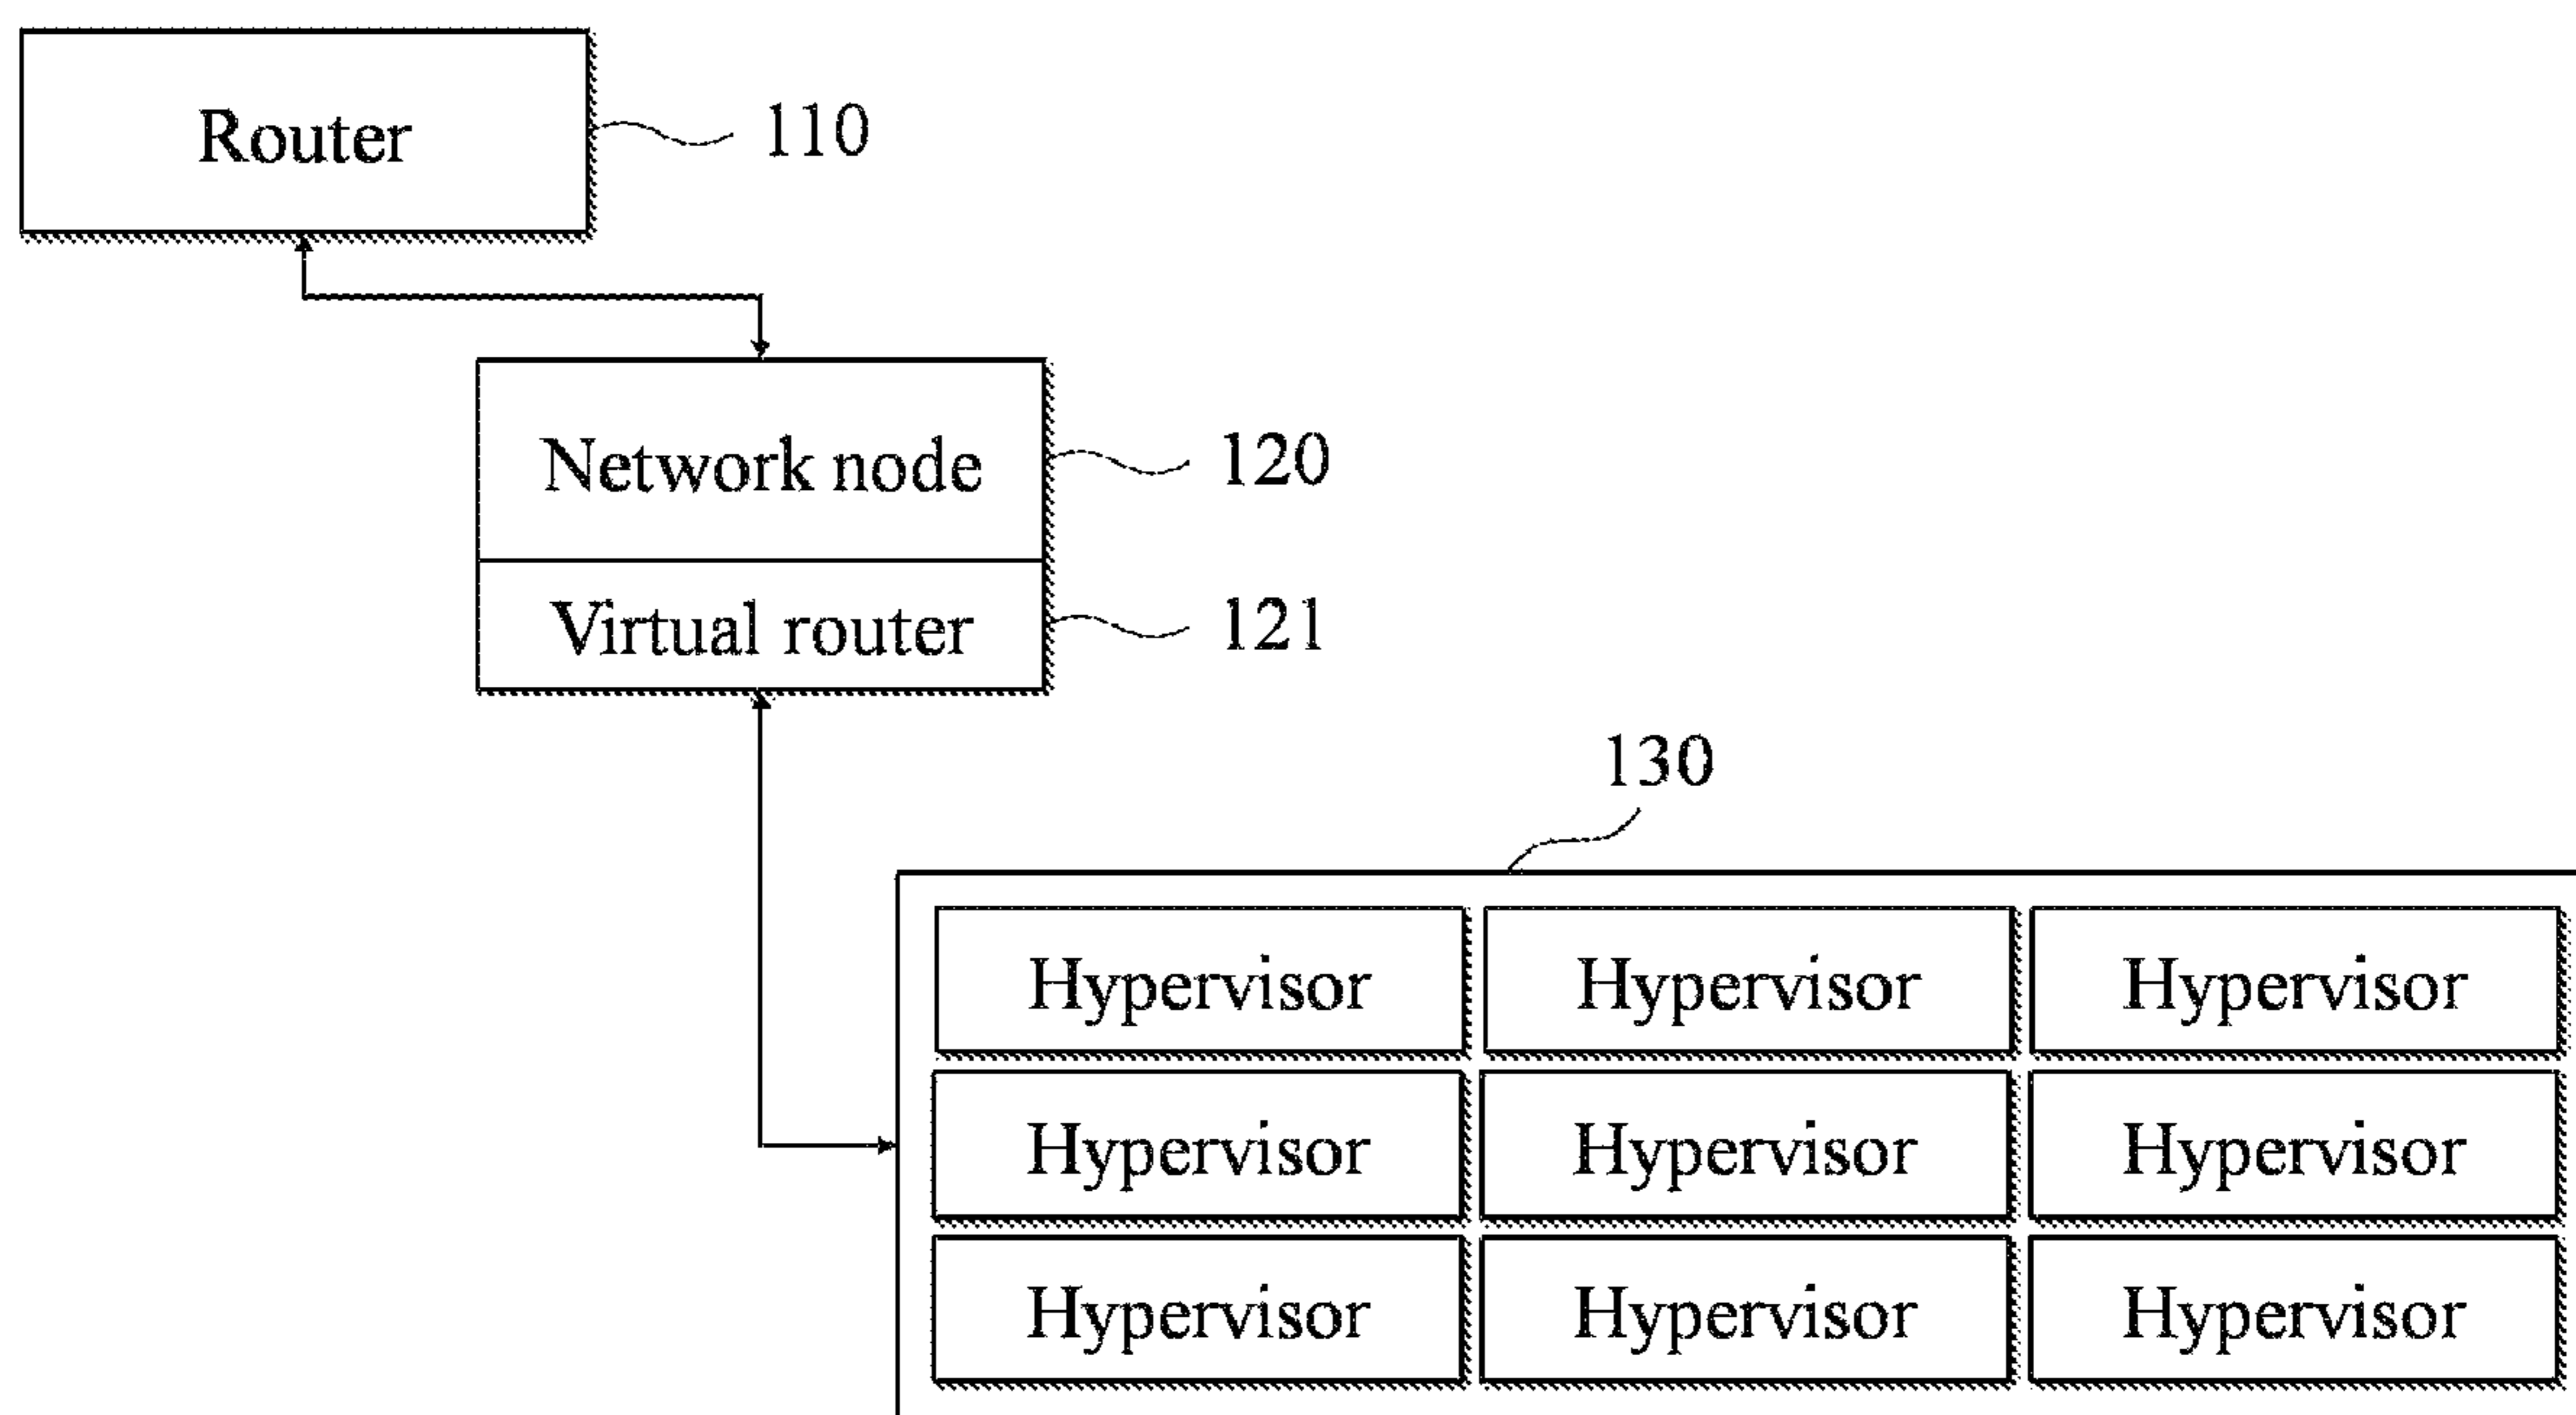 Router
110
Network node
120
Virtual router
121
130
Hypervisor Hypervisor Hypervisor
Hypervisor Hypervisor Hypervisor
Hypervisor Hypervisor Hypervisor